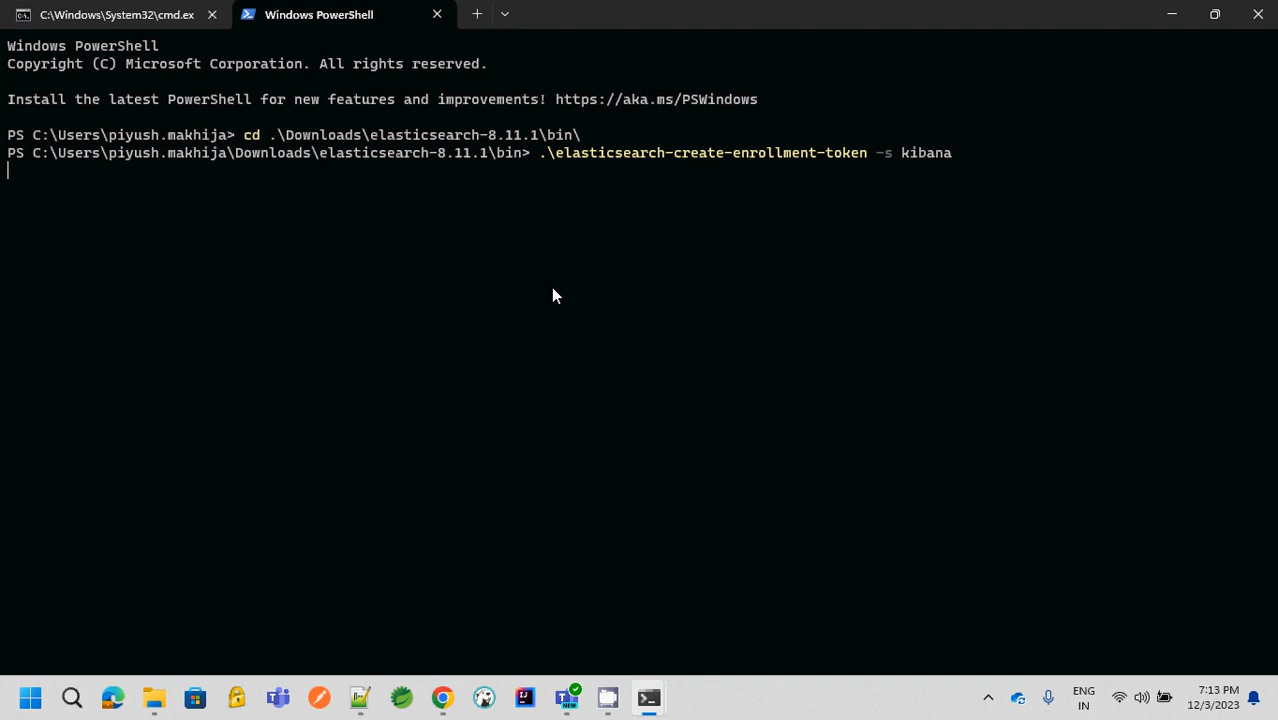 C:\Windows\System32\cmd.ex
Windows PowerShell
Windows PowerShell
Copyright (C) Microsoft Corporation. All rights reserved.
Install the latest PowerShell for new features and improvements! https://aka.ms/PSWindows
PS C:\Users\piyush.makhija> cd .\Downloads\elasticsearch-8.11.1\bin\
PS C:\Users\piyush.makhija\Downloads\elasticsearch-8.11.1\bin> .\elasticsearch-create-enrollment-token -s kibana
NEW
ENG
IN
7:13 PM
12/3/2023